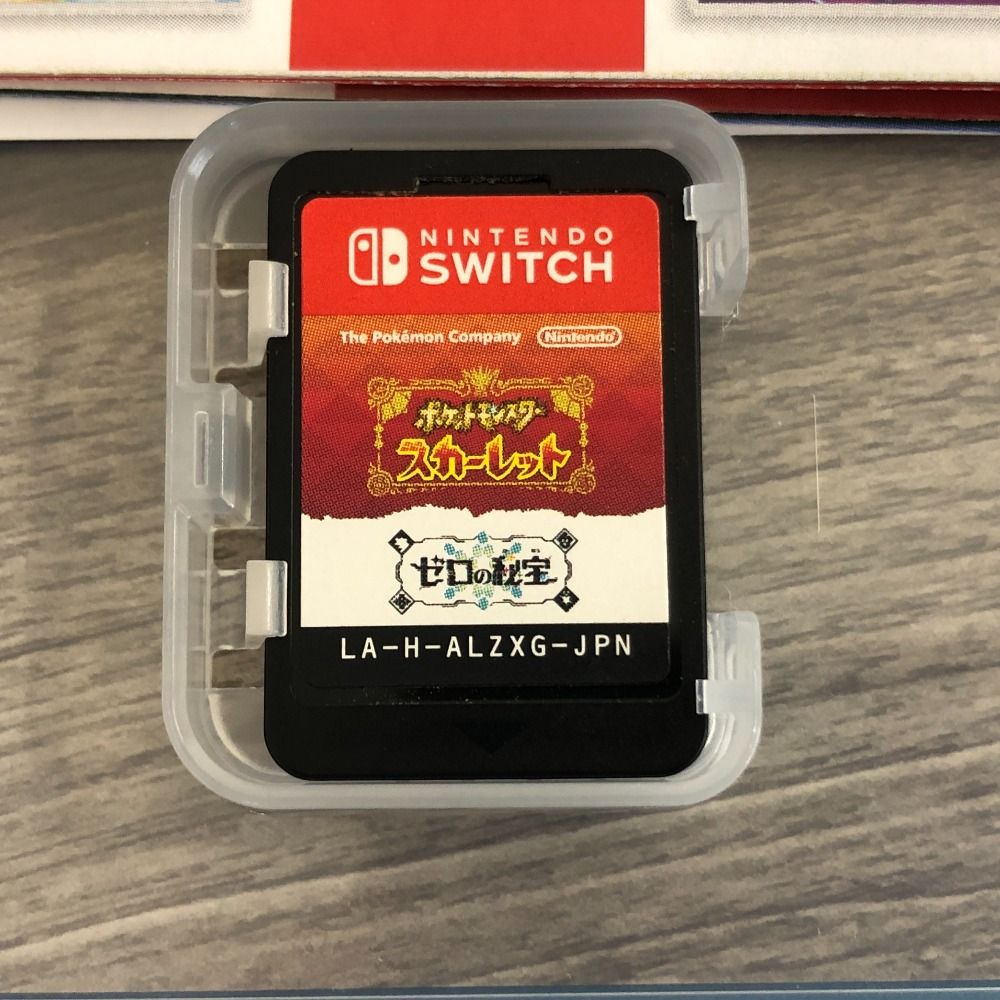 NINTENDO
SWITCH
The Pokémon Company Nintendo
ポケットモンスター
スカーレット
ゼロの秘宝
LA-H-ALZXG-JPN